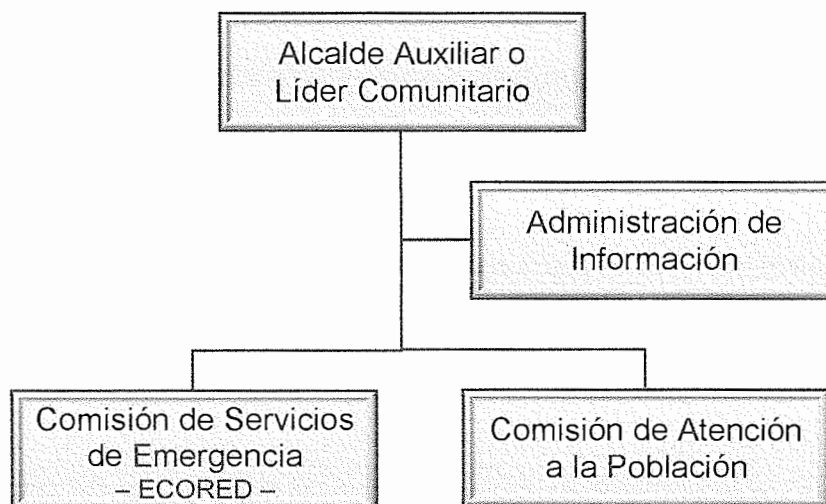 Alcalde Auxiliar o
Líder Comunitario
Administración de
Información
Comisión de Servicios
de Emergencia
– ECORED –
Comisión de Atención
a la Población